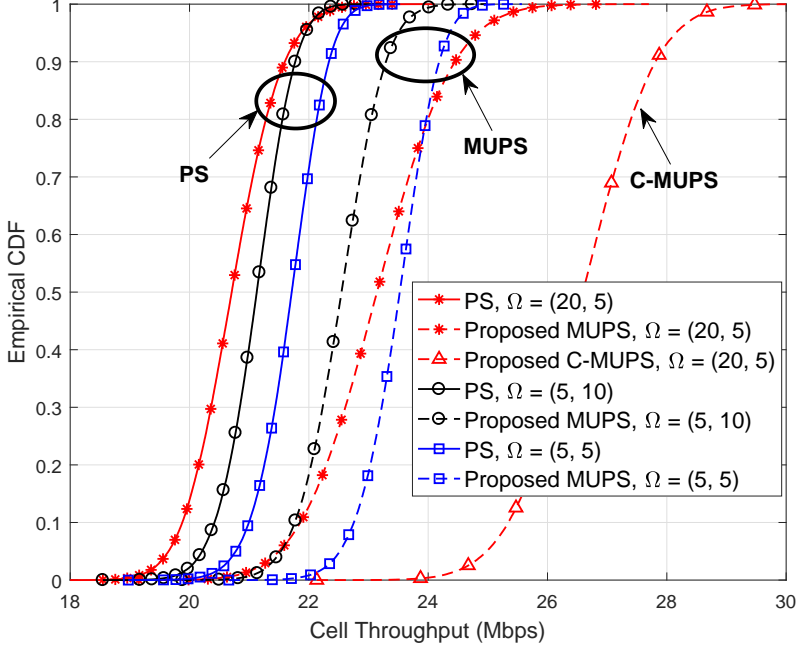 1
0.9
0.8
0.7
0.6
0.5
0.4
0.3
0.2
0.1
0
Empirical CDF
PS
MUPS
C-MUPS
PS, Ω = (20, 5)
Proposed MUPS, Ω = (20, 5)
Proposed C-MUPS, Ω = (20, 5)
PS, Ω = (5, 10)
Proposed MUPS, Ω = (5, 10)
PS, Ω = (5, 5)
Proposed MUPS, Ω = (5, 5)
18 20 22 24 26 28 30
Cell Throughput (Mbps)